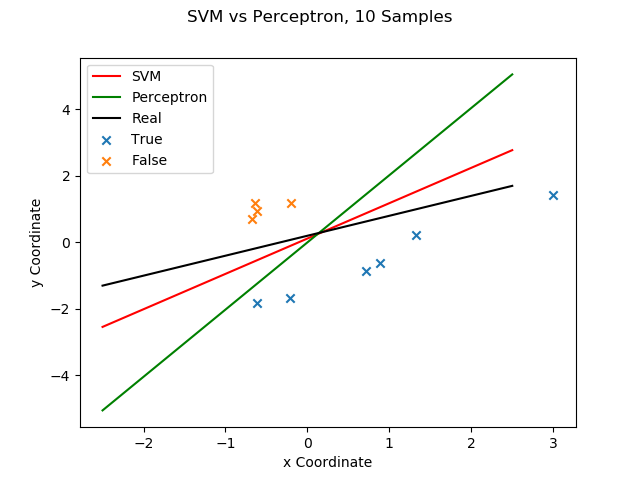 SVM vs Perceptron, 10 Samples
SVM
Perceptron
Real
True
False
4
2
0
−2
−4
y Coordinate
−2
−1
0
1
2
3
x Coordinate